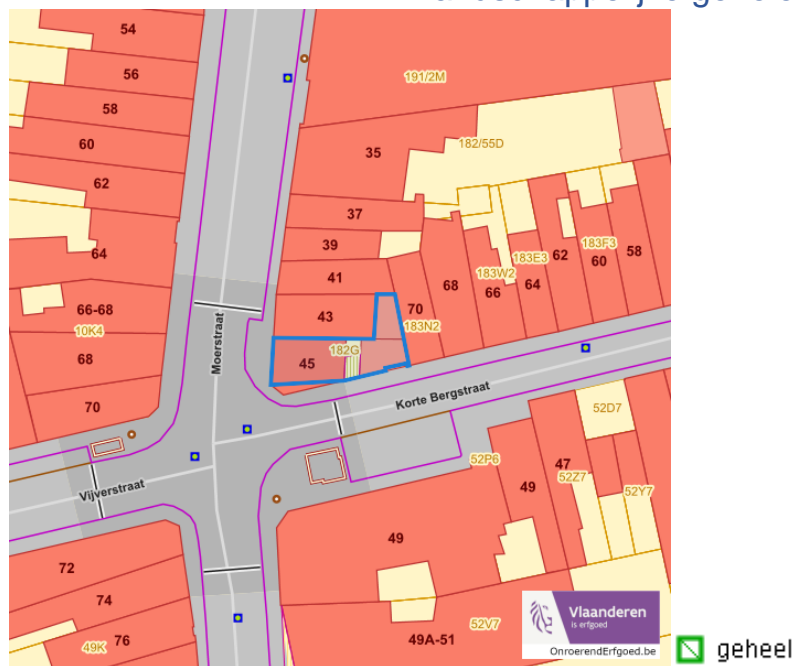 54
56
191/2M
58
60
35
182/55D
62
37
64
39
183E3
183F3
58
62
60
41
68
183W2
66
64
66-68
43
70
183N2
10K4
Moerstraat
182G
68
45
70
Korte Bergstraat
52D7
Vijverstraat
52P6
47
52Z7
49
52Y7
49
72
74
49K
76
49A-51
52V7
Vlaanderen
is erfgoed
OnroerendErfgoed.be
geheel